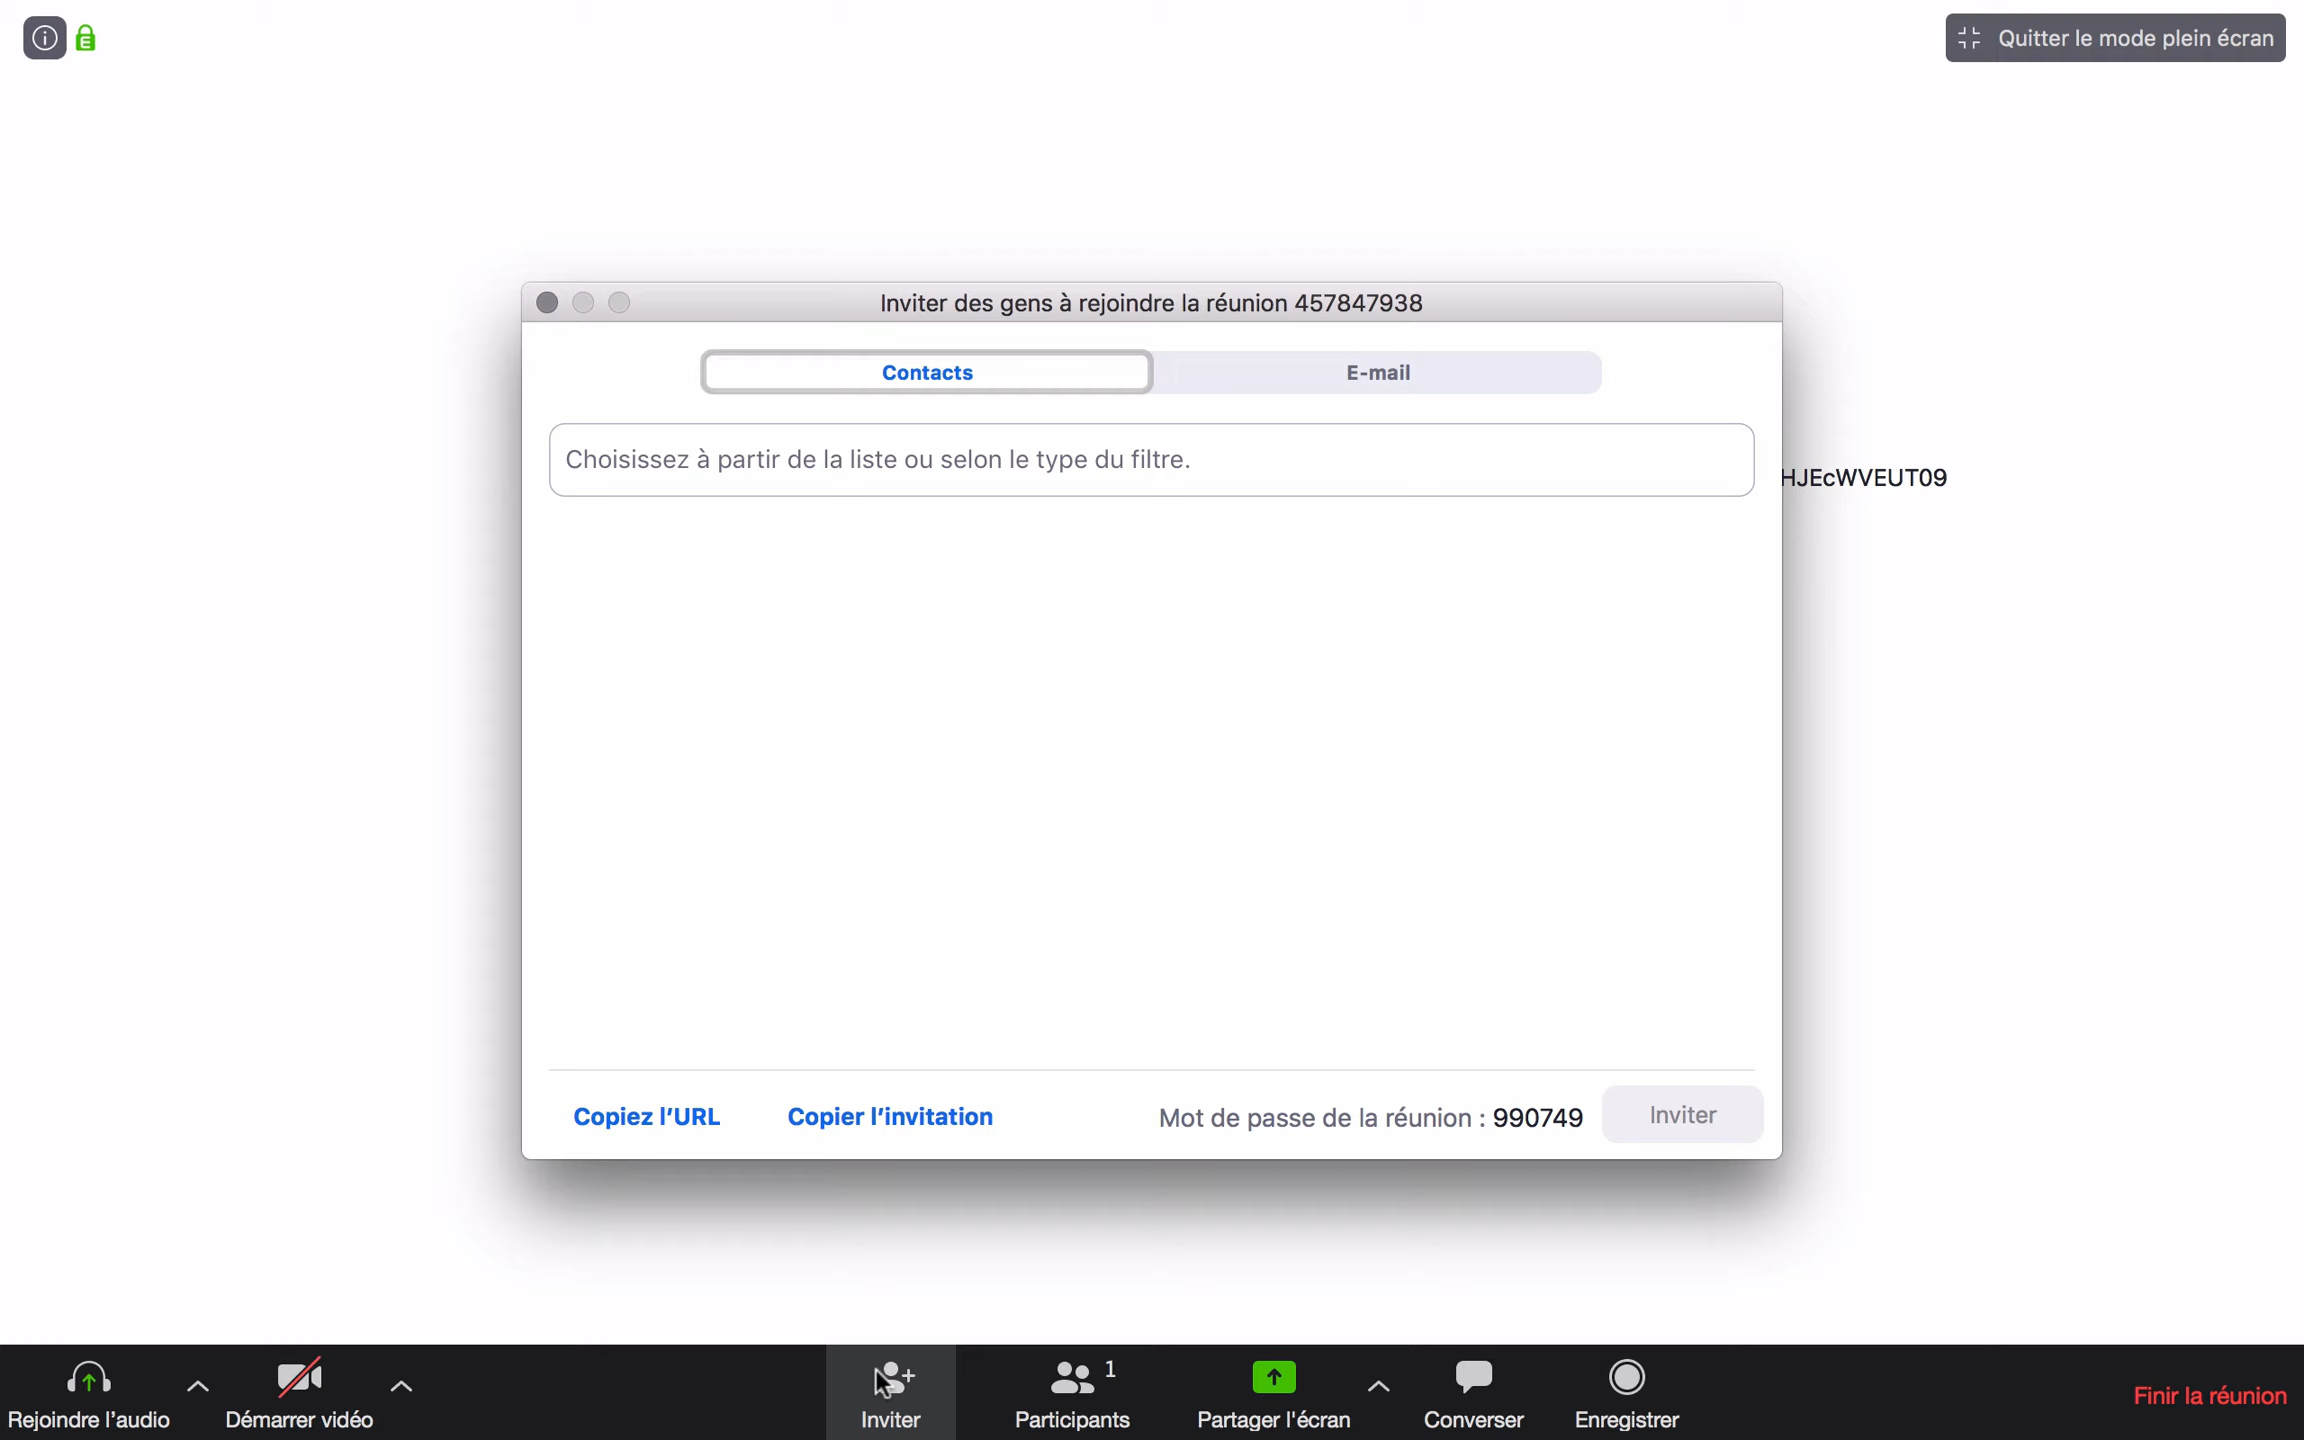 Quitter le mode plein écran
Inviter des gens à rejoindre la réunion 457847938
Contacts
E-mail
Choisissez à partir de la liste ou selon le type du filtre.
HJEcWVEUT09
Copiez l'URL
Copier l'invitation
Mot de passe de la réunion : 990749
Inviter
Rejoindre l'audio
Démarrer vidéo
Inviter
1
Participants
Partager l'écran
Converser
Enregistrer
Finir la réunion